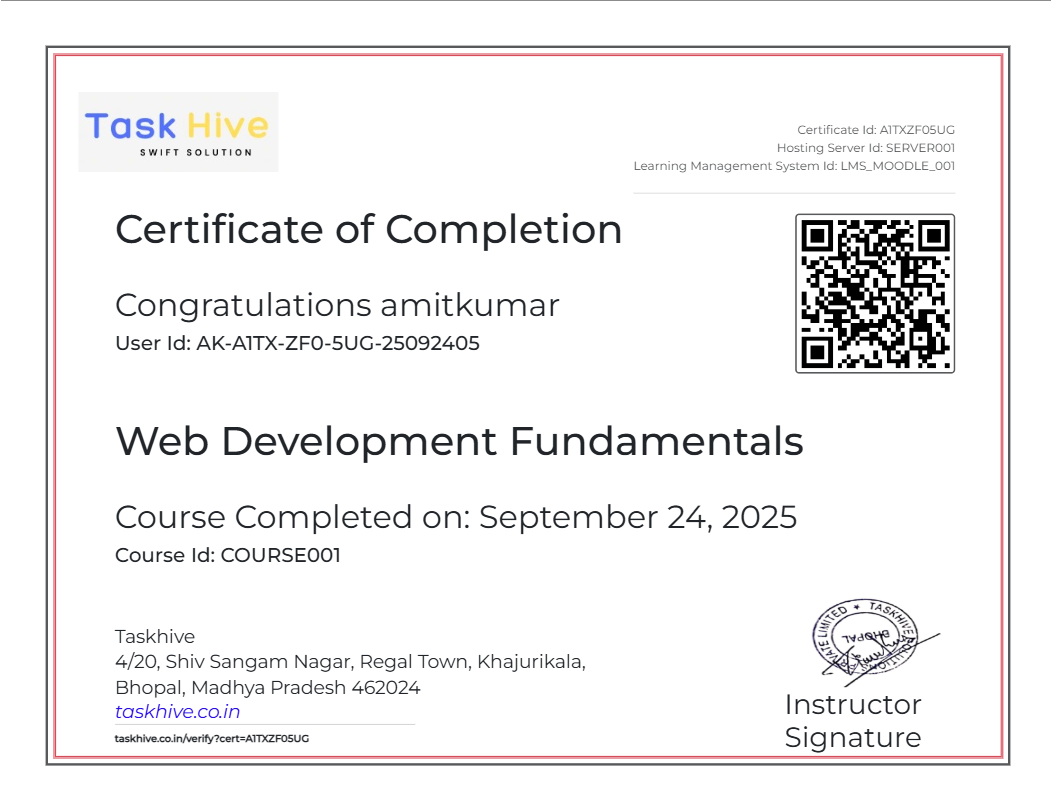 Task Hive
SWIFT SOLUTION
Certificate Id: A1TXZF05UG
Hosting Server Id: SERVER001
Learning Management System Id: LMS_MOODLE_001
Certificate of Completion
Congratulations amitkumar
User Id: AK-A1TX-ZF0-5UG-25092405
Web Development Fundamentals
Course Completed on: September 24, 2025
Course Id: COURSE001
Taskhive
4/20, Shiv Sangam Nagar, Regal Town, Khajurikala,
Bhopal, Madhya Pradesh 462024
taskhive.co.in
taskhive.co.in/verify?cert=A1TXZF05UG
TASKHIVE SOLUTIONS PRIVATE LIMITED
BHOPAL
Instructor
Signature